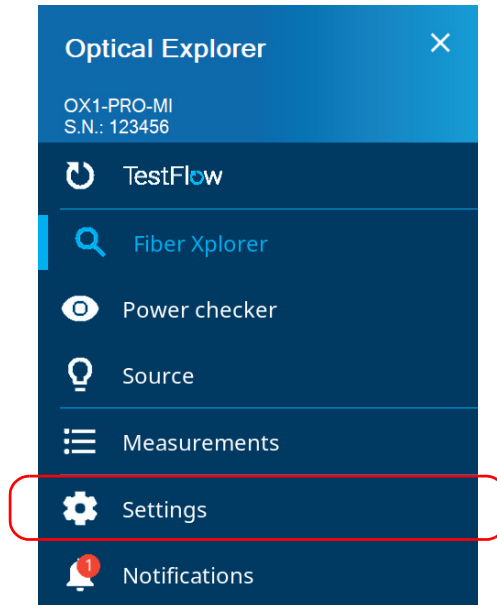 Optical Explorer
OX1-PRO-MI
S.N.: 123456
TestFlow
Fiber Xplorer
Power checker
Source
Measurements
Settings
1
Notifications